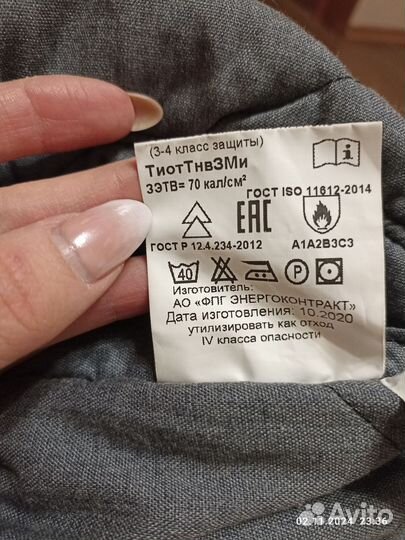 (3-4 класс защиты)
ТиотТнвЗМи
ЗЭТВ= 70 кал/см²
ГОСТ ISO 11612-2014
EAC
ГОСТ Р 12.4.234-2012
A1A2B3C3
40
P
Изготовитель:
АО «ФПГ ЭНЕРГОКОНТРАКТ»
Дата изготовления 10.2020
утилизировать как отход
IV класса опасности
02.11.2024 23:36
Avito